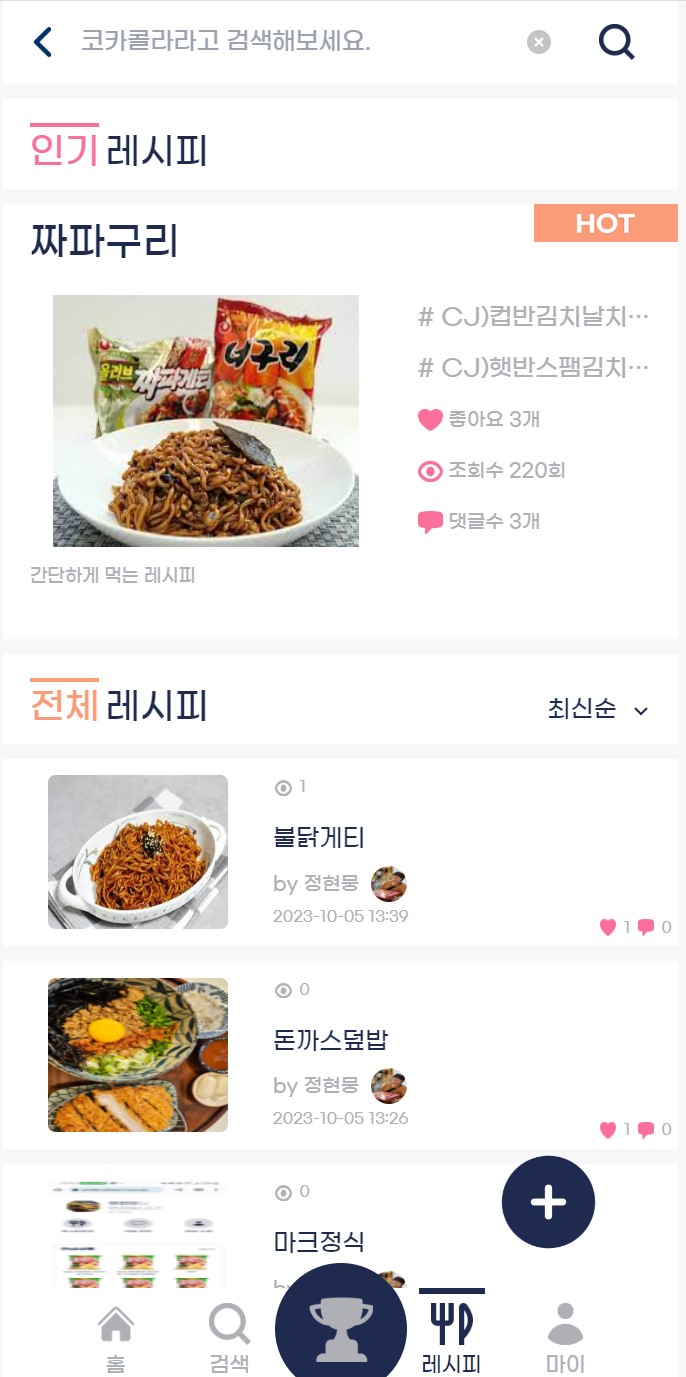 코카콜라라고 검색해보세요.
인기 레시피
짜파구리
HOT
올리브
짜파게티
너구리
# CJ)컵반김치날치…
# CJ)햇반스팸김치…
좋아요 3개
조회수 220회
댓글수 3개
간단하게 먹는 레시피
전체 레시피
최신순
1
불닭게티
by 정현뭉
2023-10-05 13:39
1 0
0
돈까스덮밥
by 정현뭉
2023-10-05 13:26
1 0
0
마크정식
by
홈
검색
레시피
마이